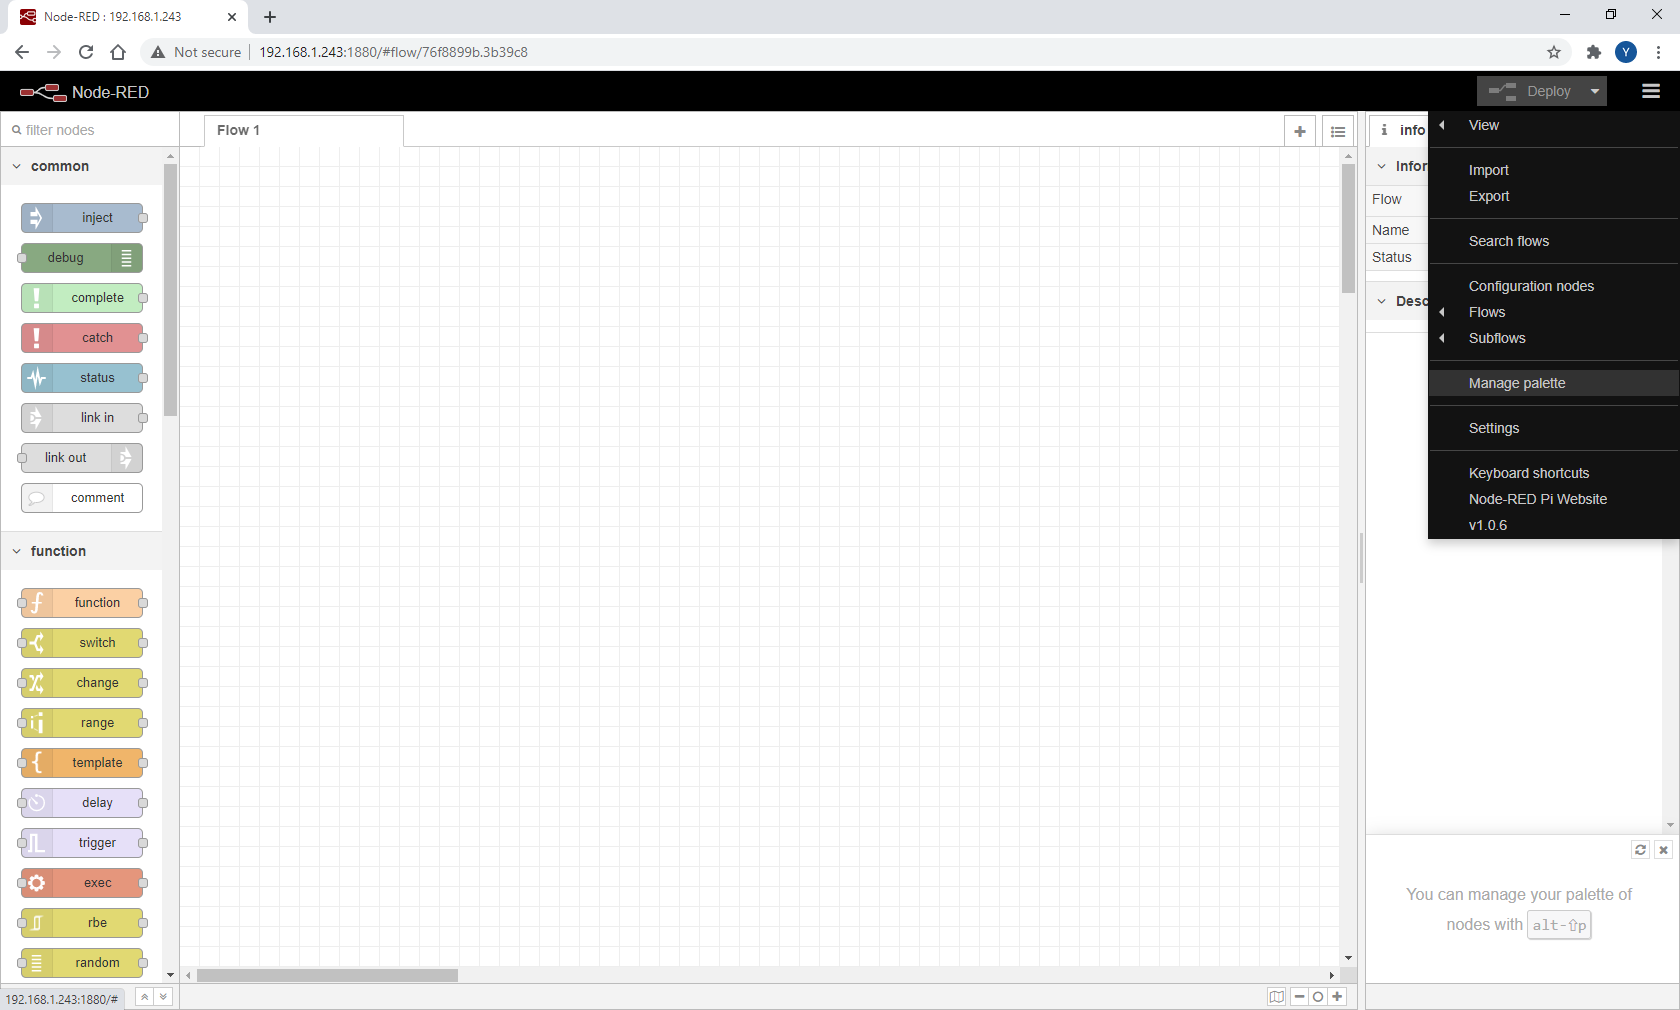 Node-RED : 192.168.1.243
Not secure
192.168.1.243:1880/#flow/76f8899b.3b39c8
Y
Node-RED
Deploy
filter nodes
common
inject
debug
complete
catch
status
link in
link out
comment
function
function
switch
change
range
template
delay
trigger
exec
rbe
random
192.168.1.243:1880/#
Flow 1
i info
Infor
Flow
Name
Status
Desc
View
Import
Export
Search flows
Configuration nodes
Flows
Subflows
Manage palette
Settings
Keyboard shortcuts
Node-RED Pi Website
v1.0.6
You can manage your palette of
nodes with alt-⇧p